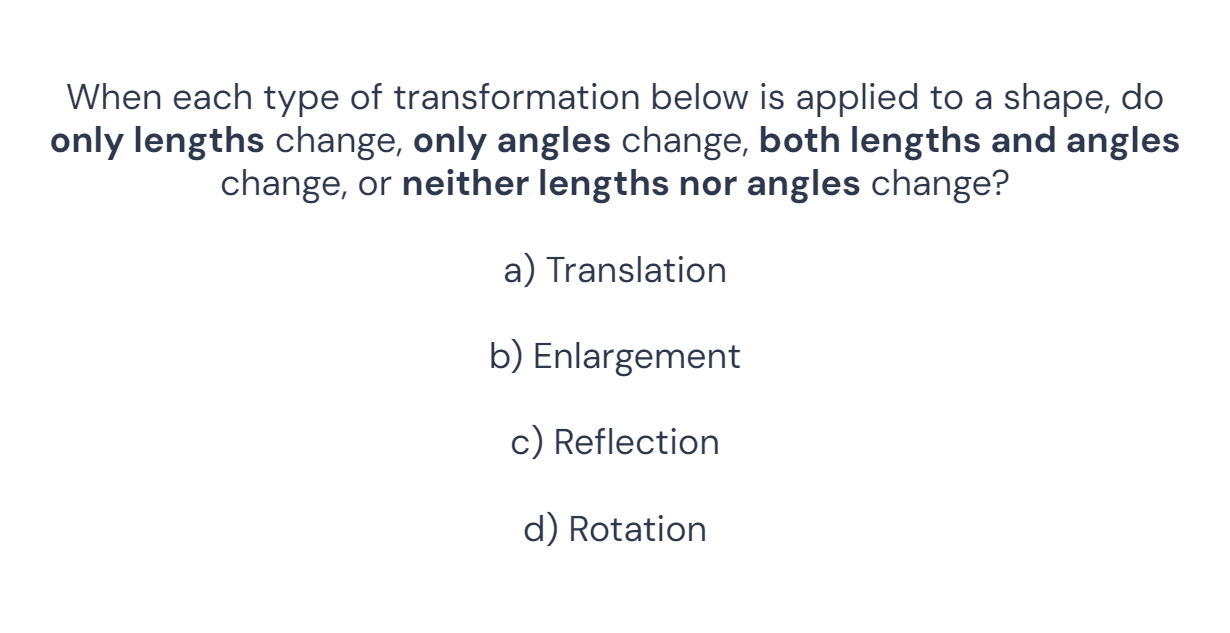 When each type of transformation below is applied to a shape, do
only lengths change, only angles change, both lengths and angles
change, or neither lengths nor angles change?
a) Translation
b) Enlargement
c) Reflection
d) Rotation